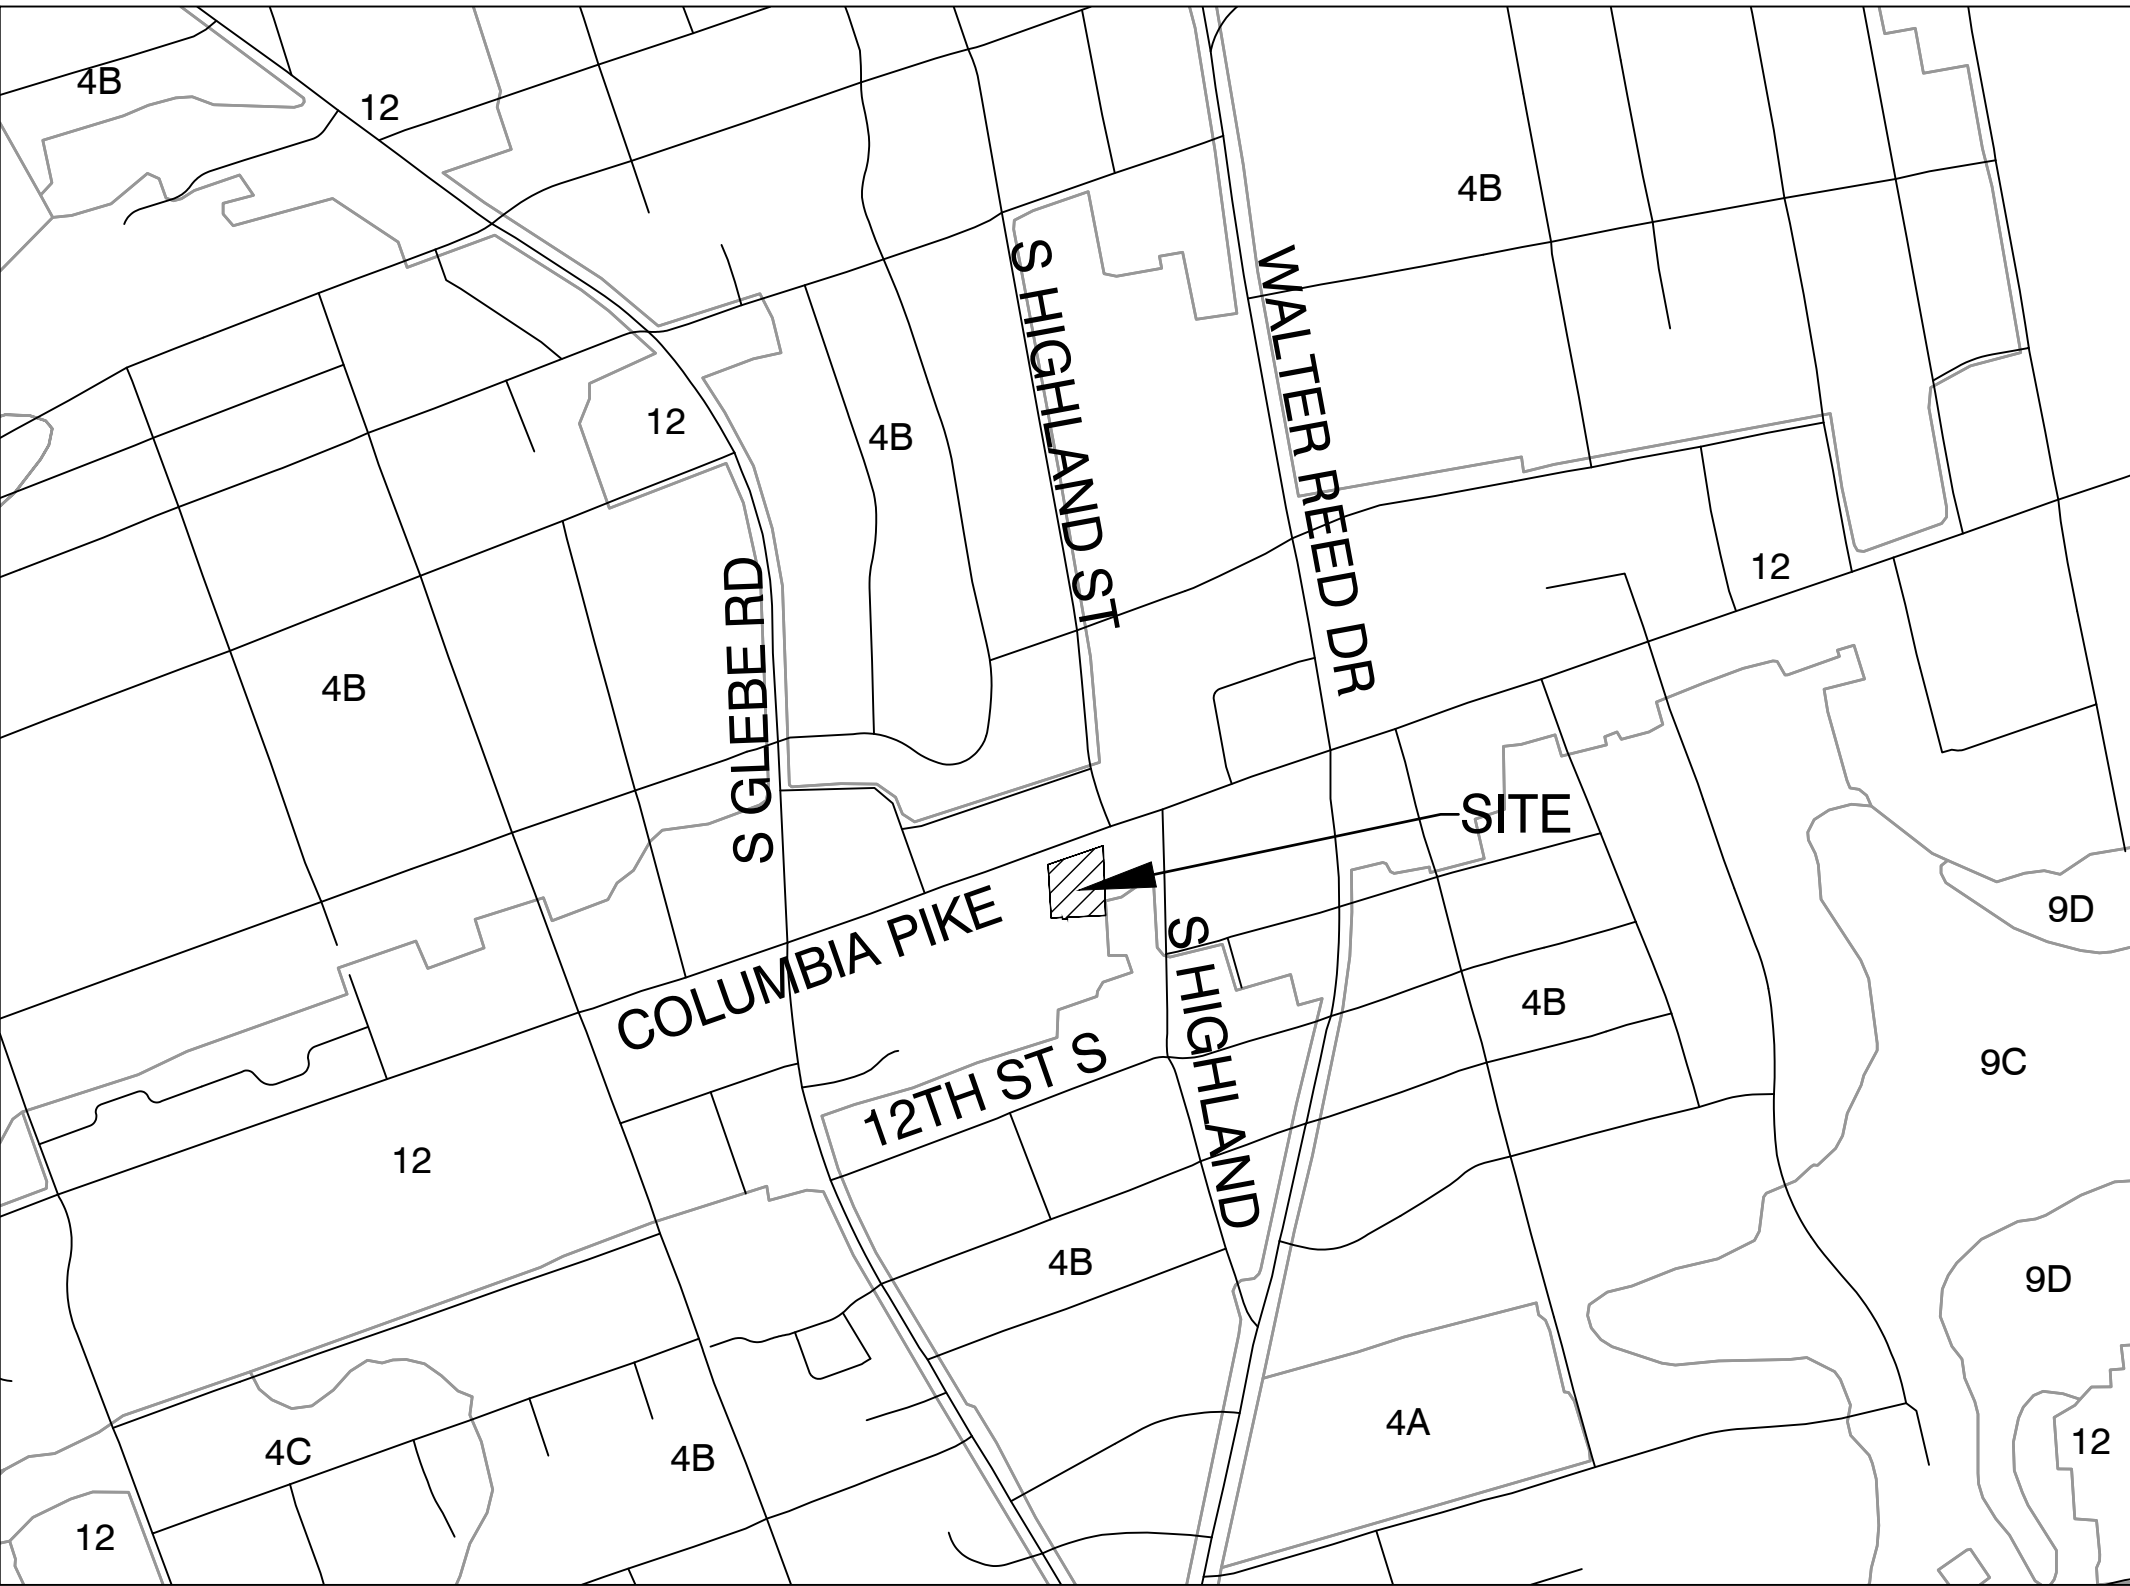 4B
12
4B
S HIGHLAND ST
WALTER REED DR
12
4B
12
S GLEBE RD
4B
SITE
COLUMBIA PIKE
9D
S HIGHLAND
4B
12TH ST S
9C
12
4B
9D
4A
4C
4B
12
12